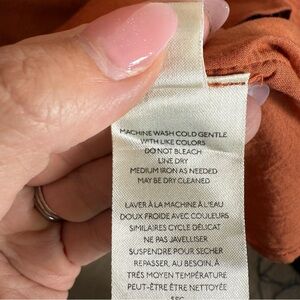 MACHINE WASH COLD GENTLE
WITH LIKE COLORS
DO NOT BLEACH
LINE DRY
MEDIUM IRON AS NEEDED
MAY BE DRY CLEANED
LAVER À LA MACHINE À L'EAU
DOUX FROIDE AVEC COULEURS
SIMILAIRES CYCLE DÉLICAT
NE PAS JAVELLISER
SUSPENDRE POUR SECHER
REPASSER, AU BESOIN, À
TRÈS MOYEN TEMPÉRATURE
PEUT-ÊTRE ÊTRE NETTOYÉE
SEC